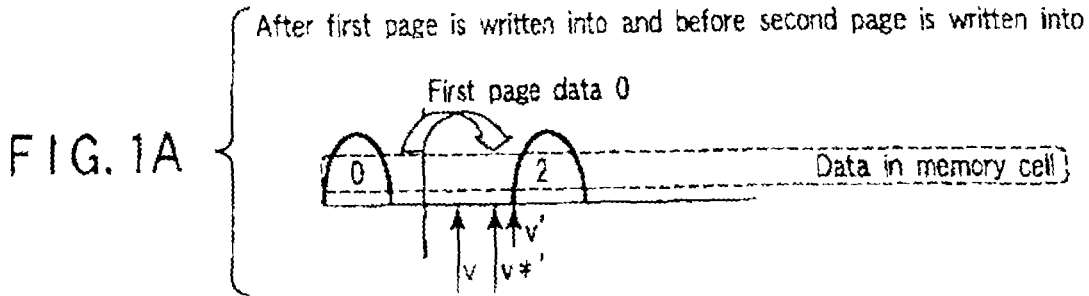 After first page is written into and before second page is written into
First page data 0
FIG. 1A
0 2 Data in memory cell
v'
v v*'